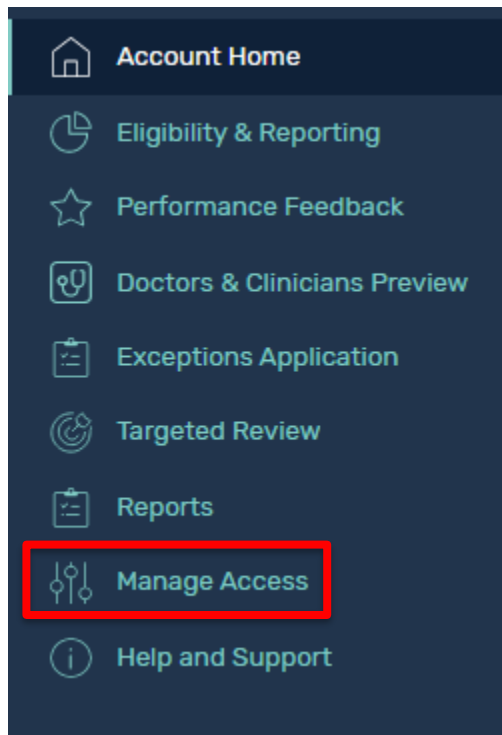 Account Home
Eligibility & Reporting
Performance Feedback
Doctors & Clinicians Preview
Exceptions Application
Targeted Review
Reports
Manage Access
Help and Support